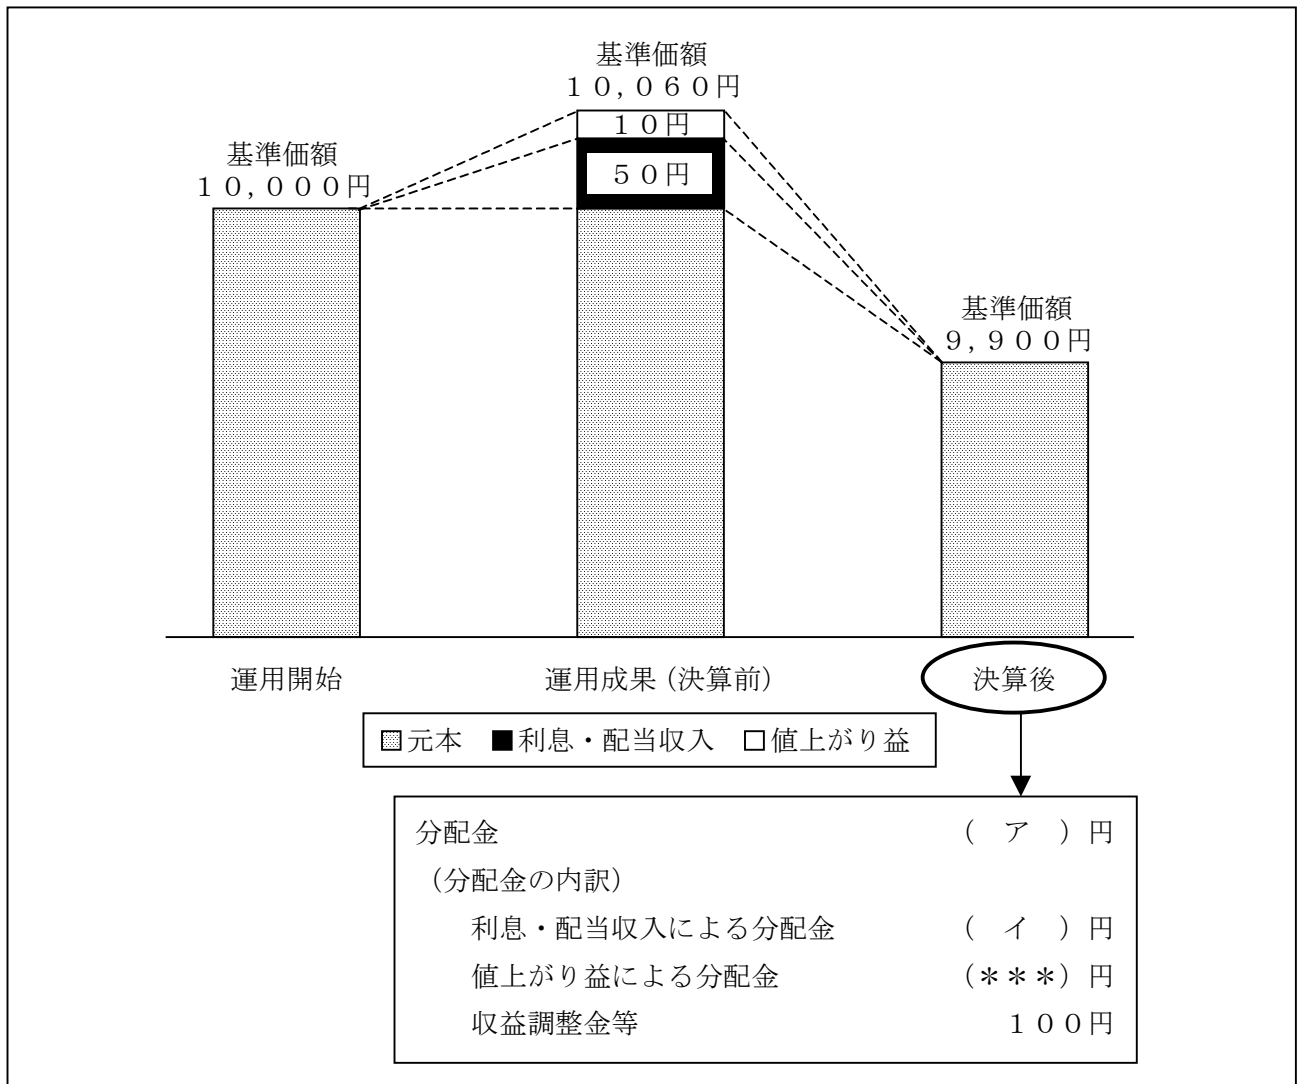 基準価額
１０,０６０円
１０円
基準価額
１０,０００円
５０円
基準価額
９,９００円
運用開始
運用成果（決算前）
決算後
元本 利息・配当収入 値上がり益
分配金 （ ア ）円
（分配金の内訳）
利息・配当収入による分配金 （ イ ）円
値上がり益による分配金 （＊＊＊）円
収益調整金等 １００円